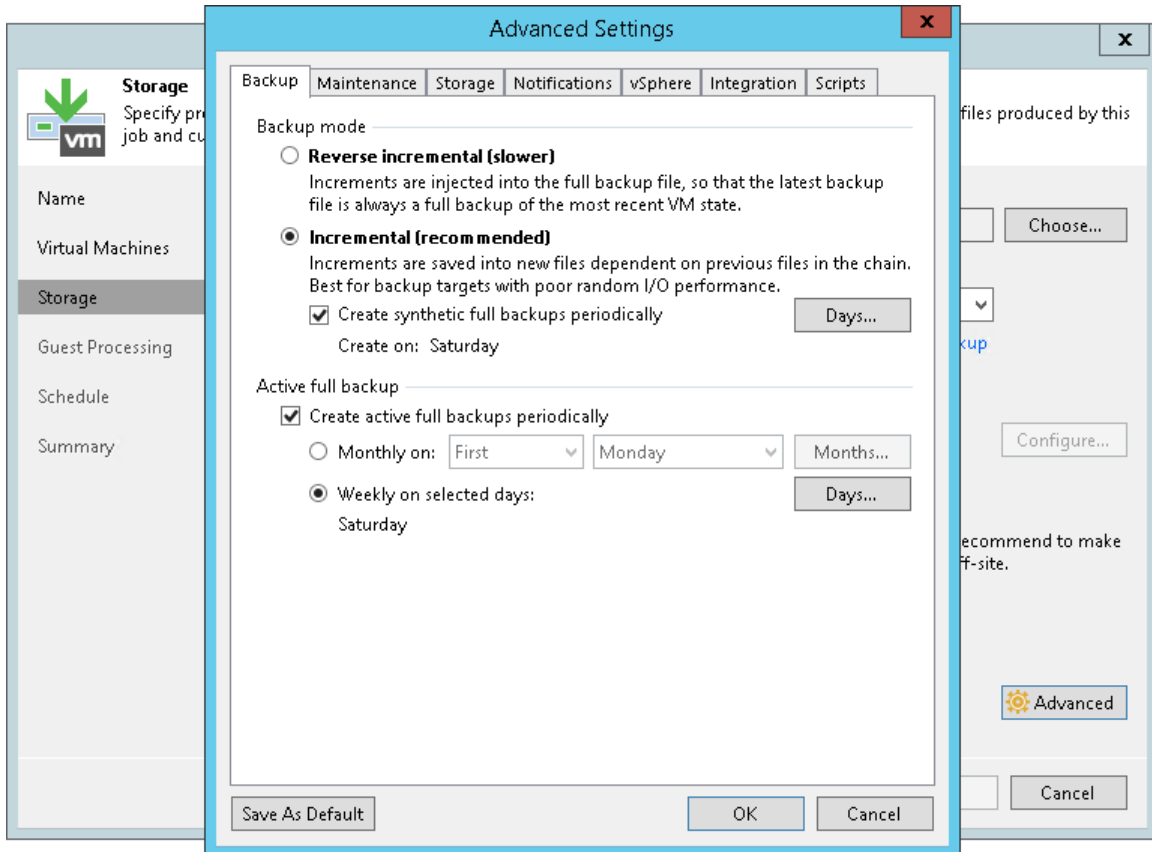 Advanced Settings
X
X
Storage
Specify pr
job and cu
files produced by this
vm
Backup
Maintenance
Storage
Notifications
vSphere
Integration
Scripts
Name
Virtual Machines
Storage
Guest Processing
Schedule
Summary
Backup mode
Reverse incremental (slower)
Increments are injected into the full backup file, so that the latest backup
file is always a full backup of the most recent VM state.
Incremental (recommended)
Increments are saved into new files dependent on previous files in the chain.
Best for backup targets with poor random I/O performance.
Create synthetic full backups periodically
Days...
Create on: Saturday
Active full backup
Create active full backups periodically
Monthly on:
First
Monday
Months...
Weekly on selected days:
Days...
Saturday
Choose...
kup
Configure...
ecommend to make
ff-site.
Advanced
Save As Default
OK
Cancel
Cancel